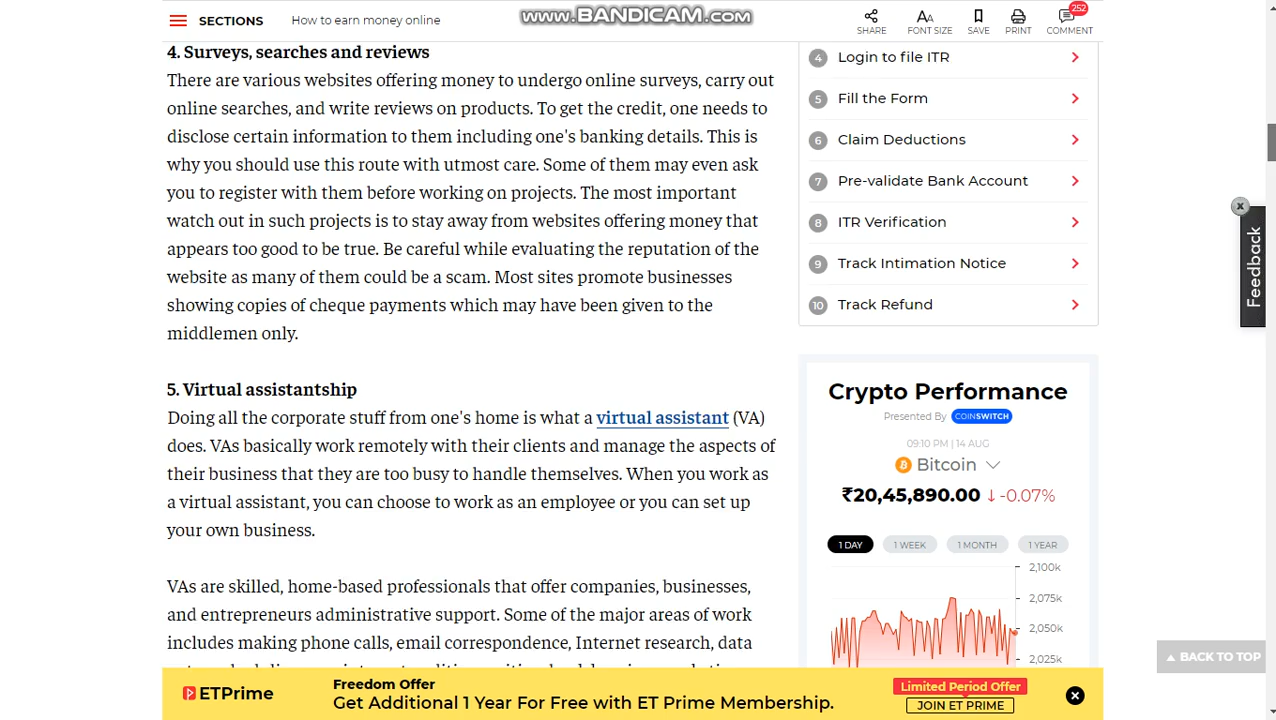 www.BANDICAM.com
SECTIONS
How to earn money online
SHARE
AA
FONT SIZE
SAVE
PRINT
252
COMMENT
4. Surveys, searches and reviews
There are various websites offering money to undergo online surveys, carry out
online searches, and write reviews on products. To get the credit, one needs to
disclose certain information to them including one's banking details. This is
why you should use this route with utmost care. Some of them may even ask
you to register with them before working on projects. The most important
watch out in such projects is to stay away from websites offering money that
appears too good to be true. Be careful while evaluating the reputation of the
website as many of them could be a scam. Most sites promote businesses
showing copies of cheque payments which may have been given to the
middlemen only.
5. Virtual assistantship
Doing all the corporate stuff from one's home is what a virtual assistant (VA)
does. VAs basically work remotely with their clients and manage the aspects of
their business that they are too busy to handle themselves. When you work as
a virtual assistant, you can choose to work as an employee or you can set up
your own business.
VAs are skilled, home-based professionals that offer companies, businesses,
and entrepreneurs administrative support. Some of the major areas of work
includes making phone calls, email correspondence, Internet research, data
4 Login to file ITR
5 Fill the Form
6 Claim Deductions
7 Pre-validate Bank Account
8 ITR Verification
9 Track Intimation Notice
10 Track Refund
Crypto Performance
Presented By COINSWITCH
09:10 PM | 14 AUG
Bitcoin
₹20,45,890.00 ↓ -0.07%
1 DAY 1 WEEK 1 MONTH 1 YEAR
2,100k
2,075k
2,050k
2,025k
Feedback
BACK TO TOP
ETPrime
Freedom Offer
Get Additional 1 Year For Free with ET Prime Membership.
Limited Period Offer
JOIN ET PRIME